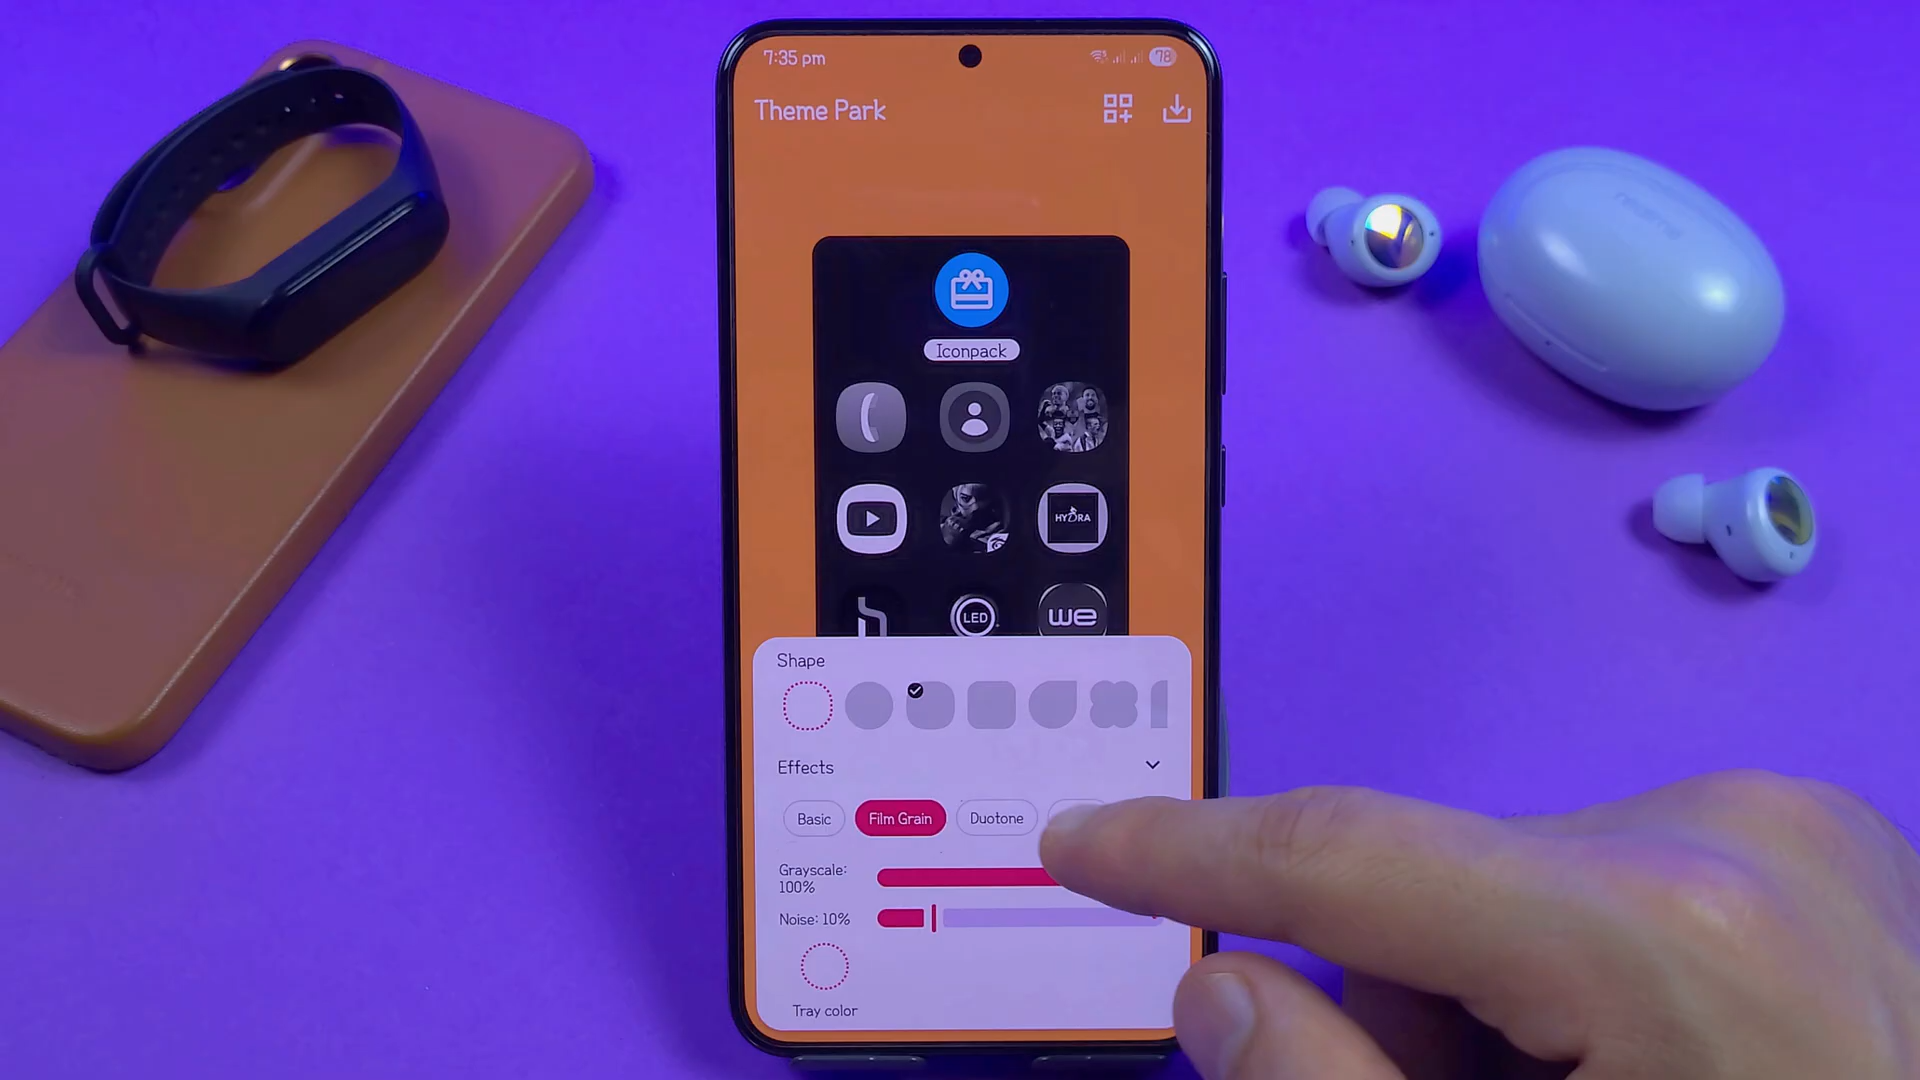 7:35 pm
78
Theme Park
Iconpack
HYDRA
LED
we
Shape
Effects
Basic
Film Grain
Duotone
Grayscale:
100%
Noise: 10%
Tray color